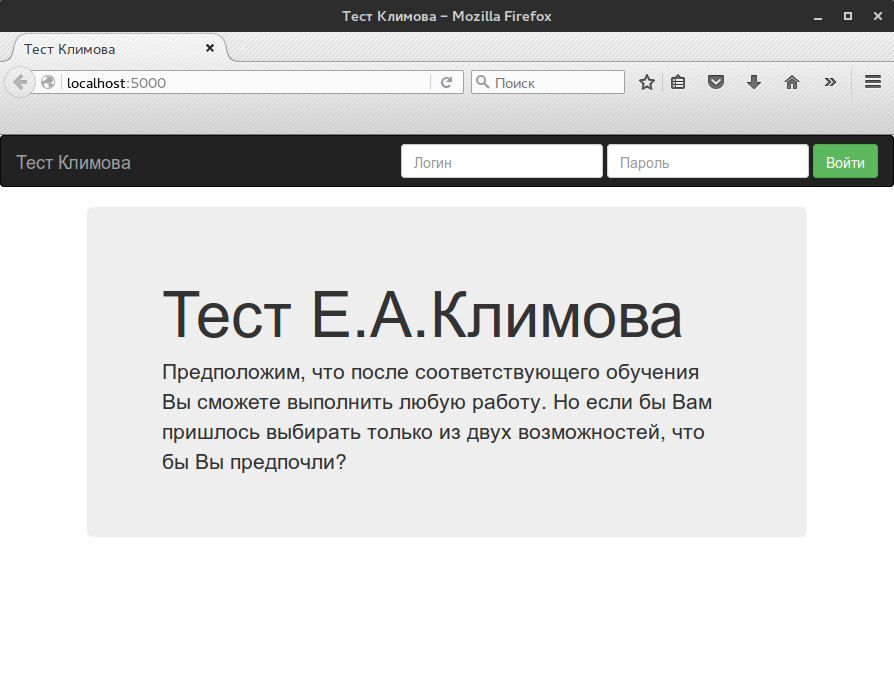 Тест Климова – Mozilla Firefox
Тест Климова
localhost:5000
Поиск
Тест Климова
Логин
Пароль
Войти
Тест Е.А.Климова
Предположим, что после соответствующего обучения
Вы сможете выполнить любую работу. Но если бы Вам
пришлось выбирать только из двух возможностей, что
бы Вы предпочли?